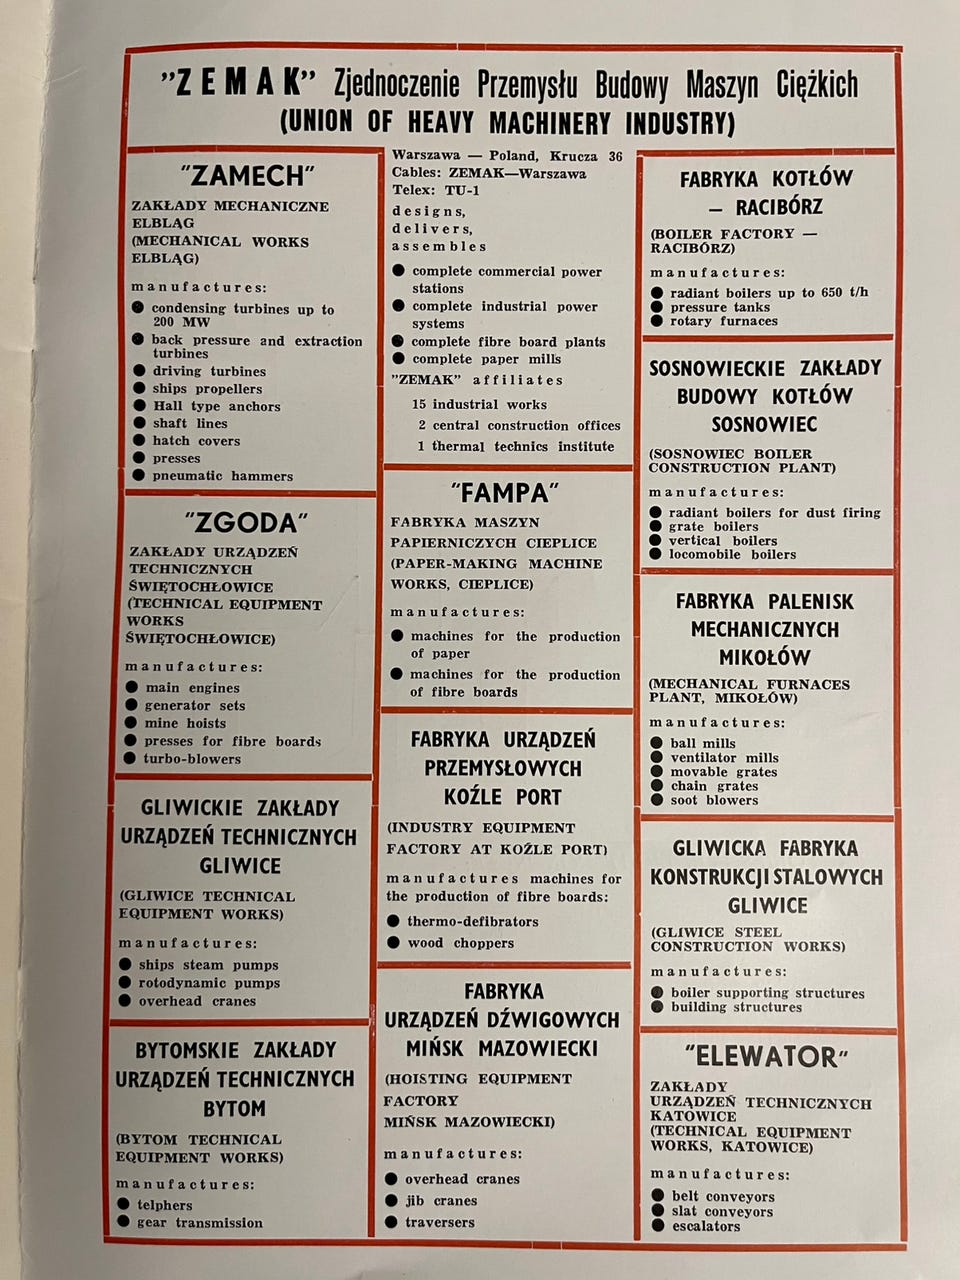 "ZEMAK" Zjednoczenie Przemysłu Budowy Maszyn Ciężkich
(UNION OF HEAVY MACHINERY INDUSTRY)
"ZAMECH"
ZAKŁADY MECHANICZNE
ELBLĄG
(MECHANICAL WORKS
ELBLĄG)
manufactures:
● condensing turbines up to
200 MW
● back pressure and extraction
turbines
● driving turbines
● ships propellers
● Hall type anchors
● shaft lines
● hatch covers
● presses
● pneumatic hammers
"ZGODA"
ZAKŁADY URZĄDZEŃ
TECHNICZNYCH
ŚWIĘTOCHŁOWICE
(TECHNICAL EQUIPMENT
WORKS
ŚWIĘTOCHŁOWICE)
manufactures:
● main engines
● generator sets
● mine hoists
● presses for fibre boards
● turbo-blowers
GLIWICKIE ZAKŁADY
URZĄDZEŃ TECHNICZNYCH
GLIWICE
(GLIWICE TECHNICAL
EQUIPMENT WORKS)
manufactures:
● ships steam pumps
● rotodynamic pumps
● overhead cranes
BYTOMSKIE ZAKŁADY
URZĄDZEŃ TECHNICZNYCH
BYTOM
(BYTOM TECHNICAL
EQUIPMENT WORKS)
manufactures:
● telphers
● gear transmission
Warszawa — Poland, Krucza 36
Cables: ZEMAK—Warszawa
Telex: TU-1
designs,
delivers,
assembles
● complete commercial power
stations
● complete industrial power
systems
● complete fibre board plants
● complete paper mills
"ZEMAK" affiliates
15 industrial works
2 central construction offices
1 thermal technics institute
"FAMPA"
FABRYKA MASZYN
PAPIERNICZYCH CIEPLICE
(PAPER-MAKING MACHINE
WORKS, CIEPLICE)
manufactures:
● machines for the production
of paper
● machines for the production
of fibre boards
FABRYKA URZĄDZEŃ
PRZEMYSŁOWYCH
KOŹLE PORT
(INDUSTRY EQUIPMENT
FACTORY AT KOŹLE PORT)
manufactures machines for
the production of fibre boards:
● thermo-defibrators
● wood choppers
FABRYKA
URZĄDZEŃ DŹWIGOWYCH
MIŃSK MAZOWIECKI
(HOISTING EQUIPMENT
FACTORY
MIŃSK MAZOWIECKI)
manufactures:
● overhead cranes
● jib cranes
● traversers
FABRYKA KOTŁÓW
— RACIBÓRZ
(BOILER FACTORY —
RACIBÓRZ)
manufactures:
● radiant boilers up to 650 t/h
● pressure tanks
● rotary furnaces
SOSNOWIECKIE ZAKŁADY
BUDOWY KOTŁÓW
SOSNOWIEC
(SOSNOWIEC BOILER
CONSTRUCTION PLANT)
manufactures:
● radiant boilers for dust firing
● grate boilers
● vertical boilers
● locomobile boilers
FABRYKA PALENISK
MECHANICZNYCH
MIKOŁÓW
(MECHANICAL FURNACES
PLANT, MIKOŁÓW)
manufactures:
● ball mills
● ventilator mills
● movable grates
● chain grates
● soot blowers
GLIWICKA FABRYKA
KONSTRUKCJI STALOWYCH
GLIWICE
(GLIWICE STEEL
CONSTRUCTION WORKS)
manufactures:
● boiler supporting structures
● building structures
"ELEWATOR"
ZAKŁADY
URZĄDZEŃ TECHNICZNYCH
KATOWICE
(TECHNICAL EQUIPMENT
WORKS, KATOWICE)
manufactures:
● belt conveyors
● slat conveyors
● escalators